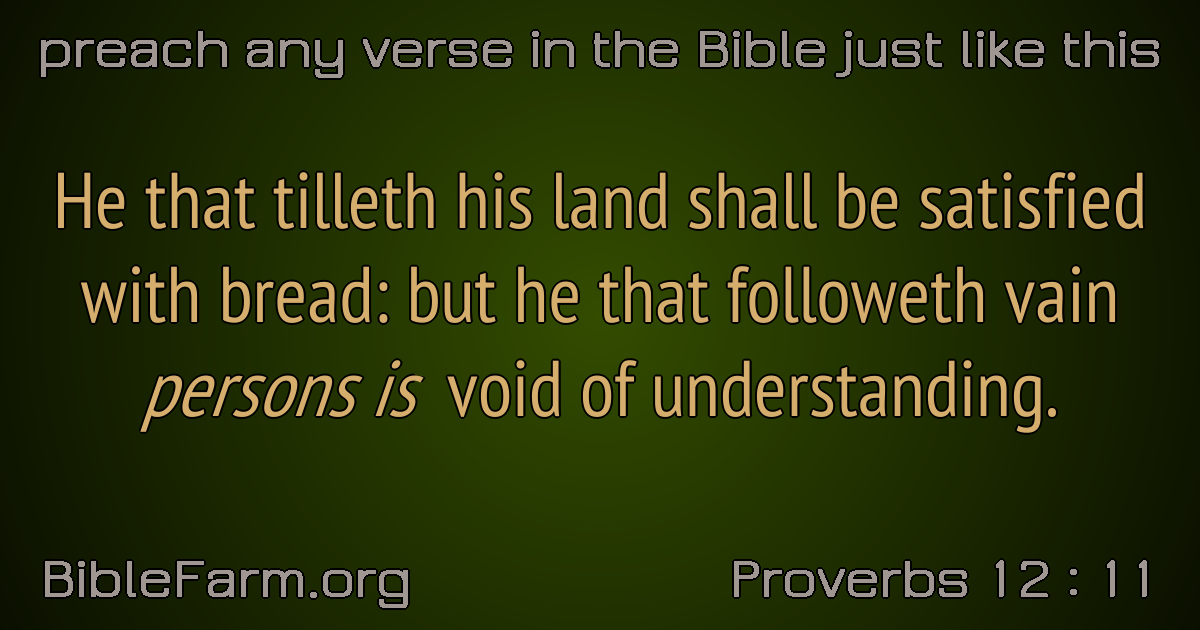 preach any verse in the Bible just like this
He that tilleth his land shall be satisfied
with bread: but he that followeth vain
persons is void of understanding.
BibleFarm.org
Proverbs 12 : 11